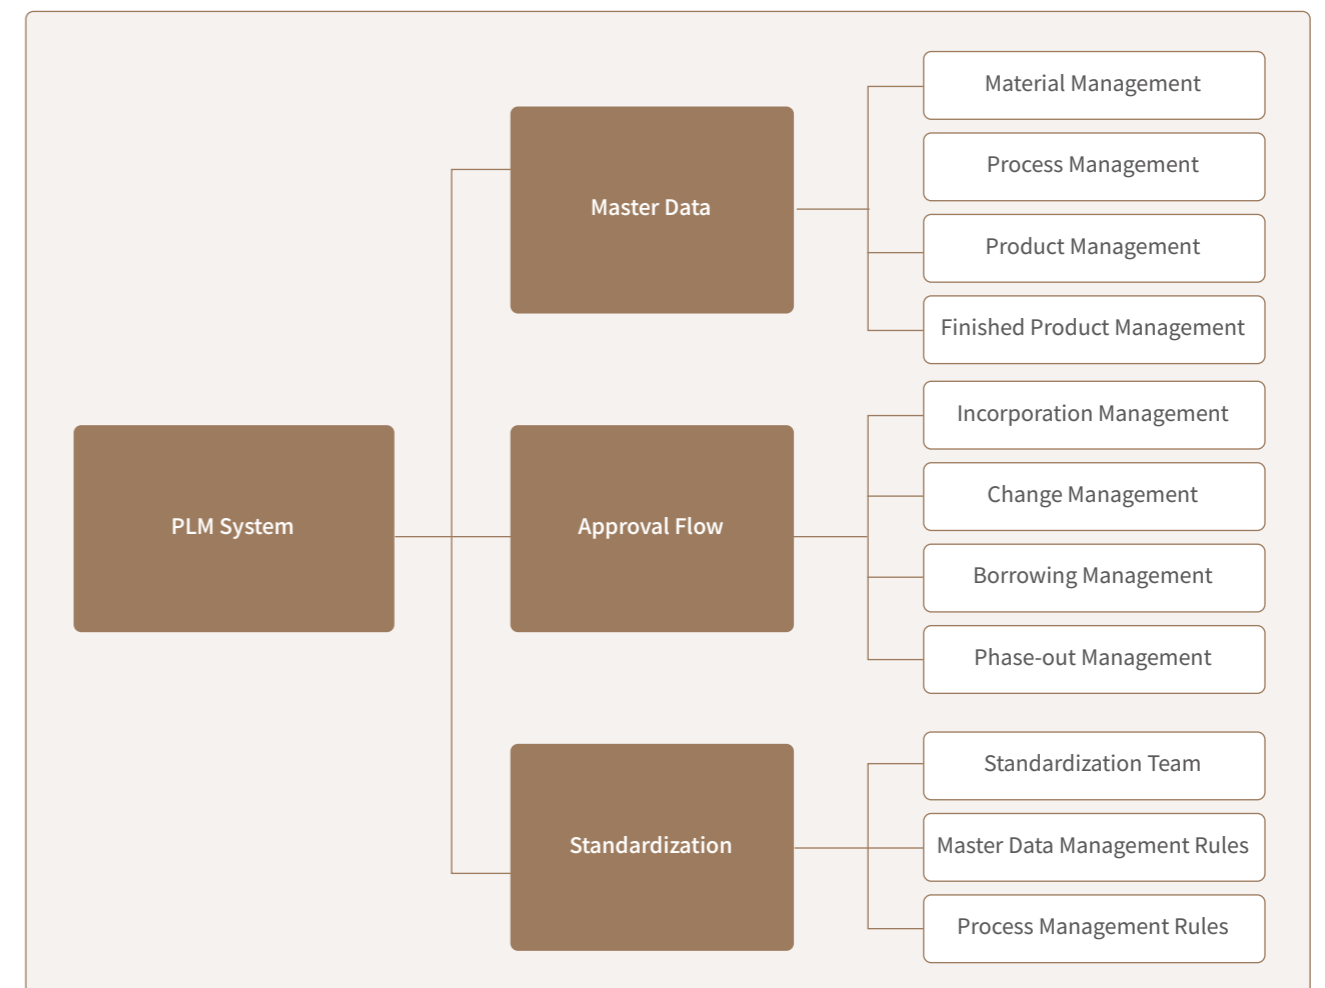 PLM System
Master Data
Material Management
Process Management
Product Management
Finished Product Management
Approval Flow
Incorporation Management
Change Management
Borrowing Management
Phase-out Management
Standardization
Standardization Team
Master Data Management Rules
Process Management Rules